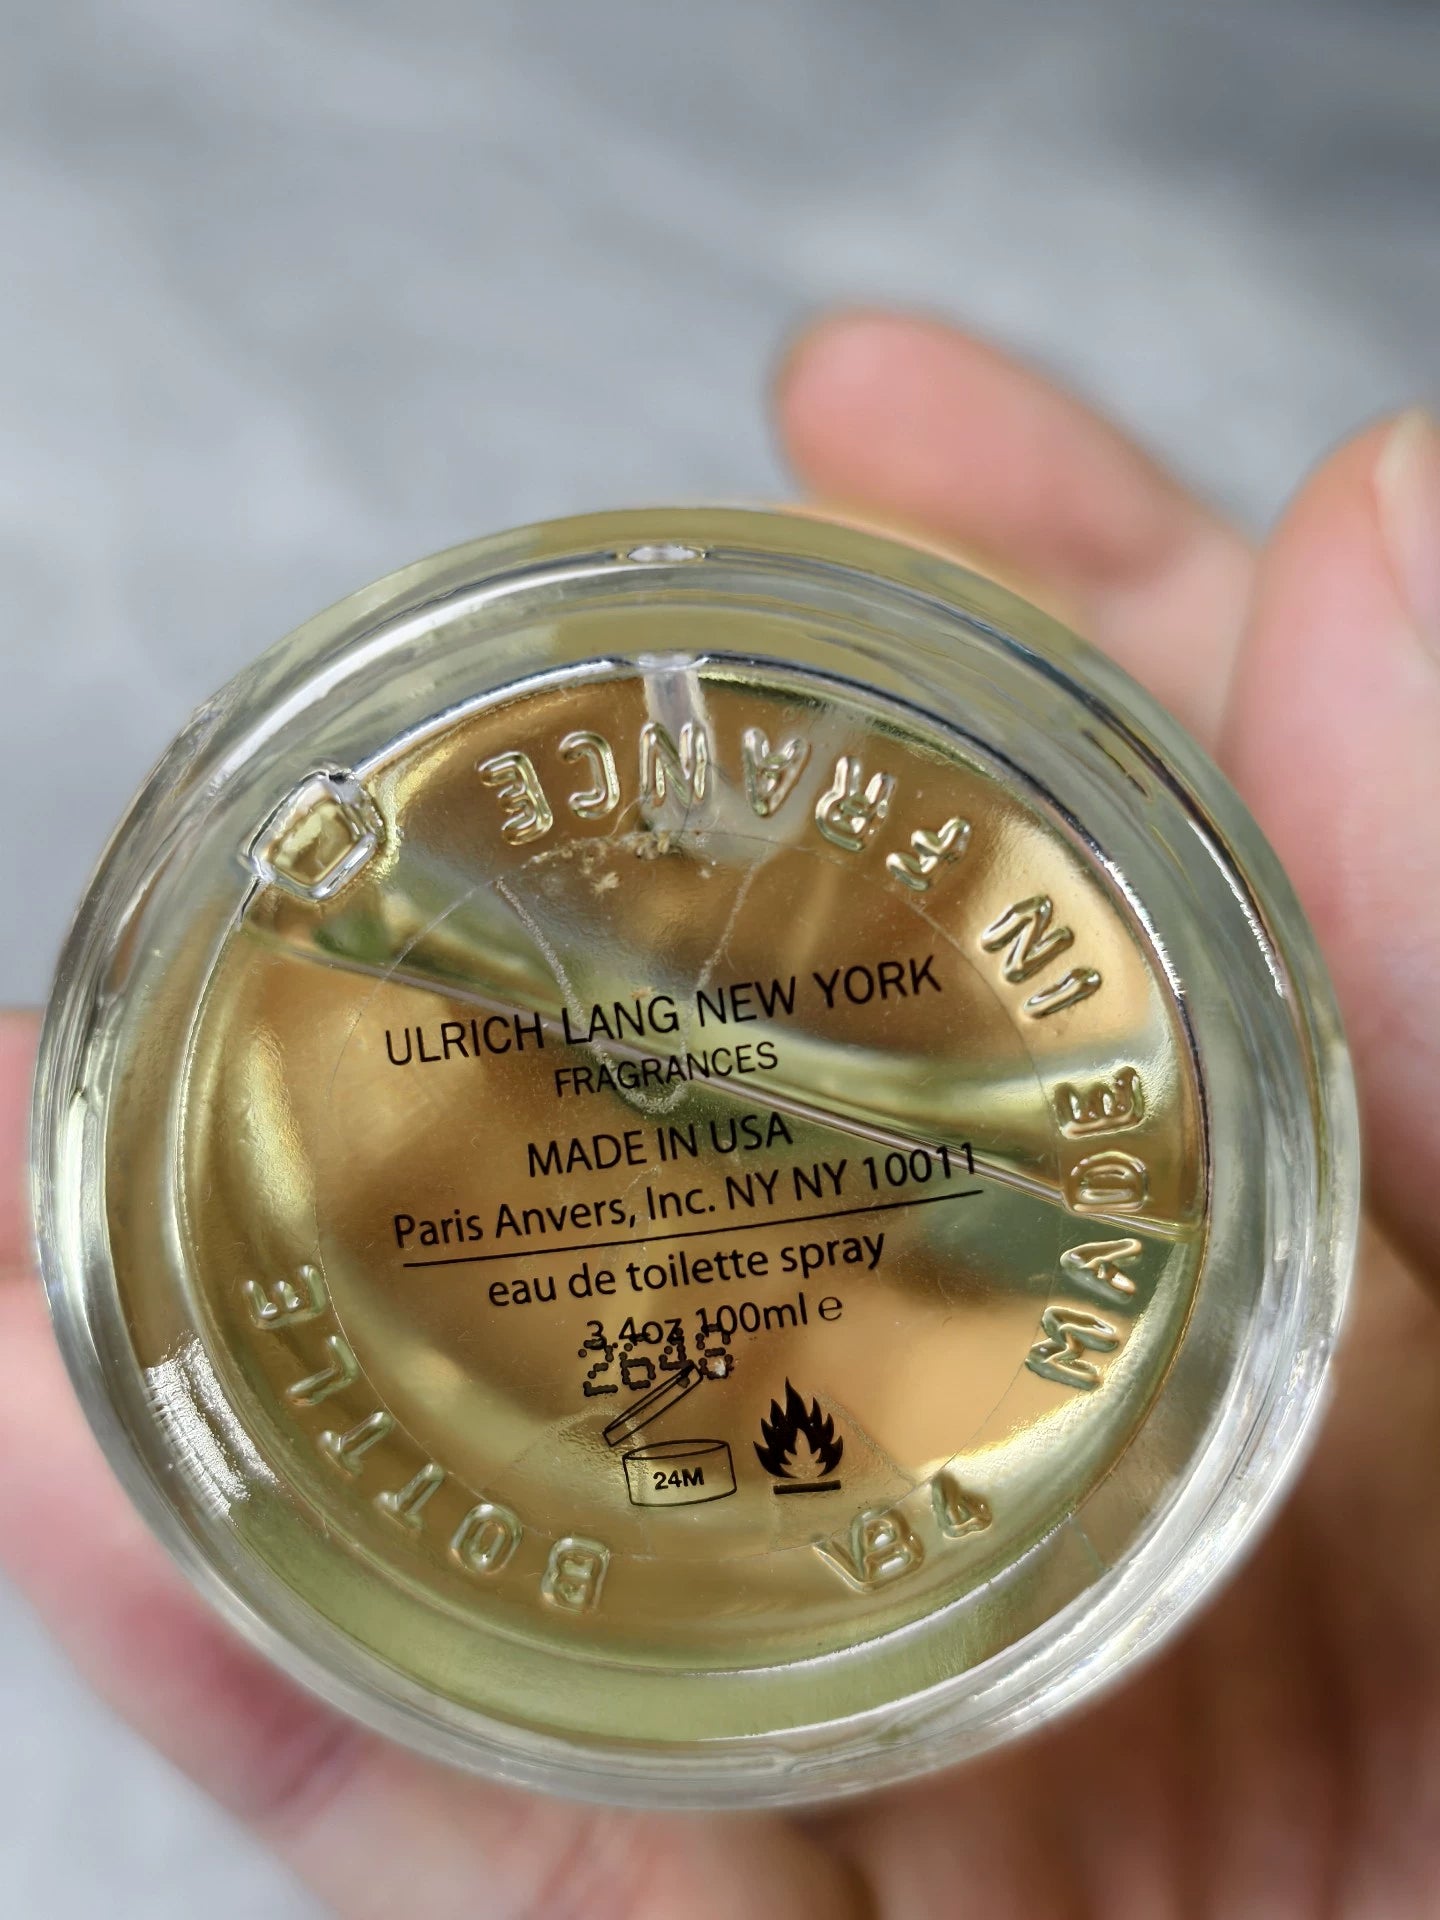 ULRICH LANG NEW YORK
FRAGRANCES
MADE IN USA
Paris Anvers, Inc. NY NY 10011
eau de toilette spray
3.4oz 100ml ℮
24M
BOTTLE MADE IN FRANCE